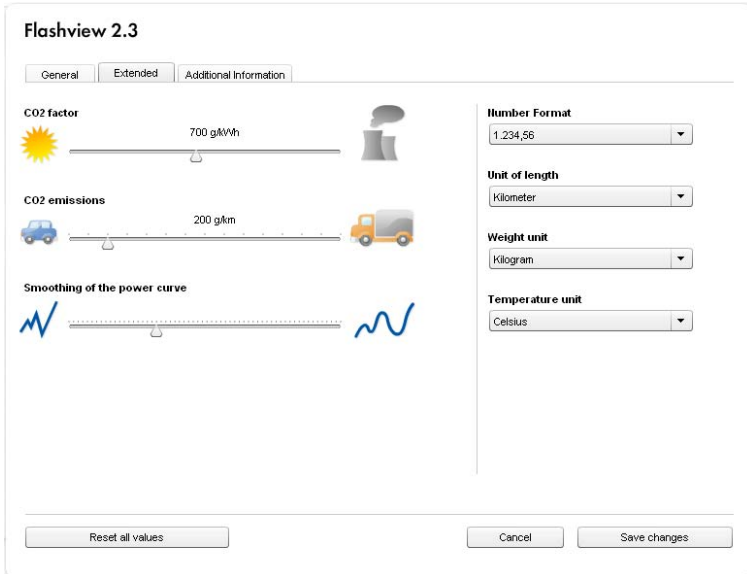 Flashview 2.3
General
Extended
Additional Information
CO2 factor
700 g/kWh
CO2 emissions
200 g/km
Smoothing of the power curve
Number Format
1.234,56
Unit of length
Kilometer
Weight unit
Kilogram
Temperature unit
Celsius
Reset all values
Cancel
Save changes